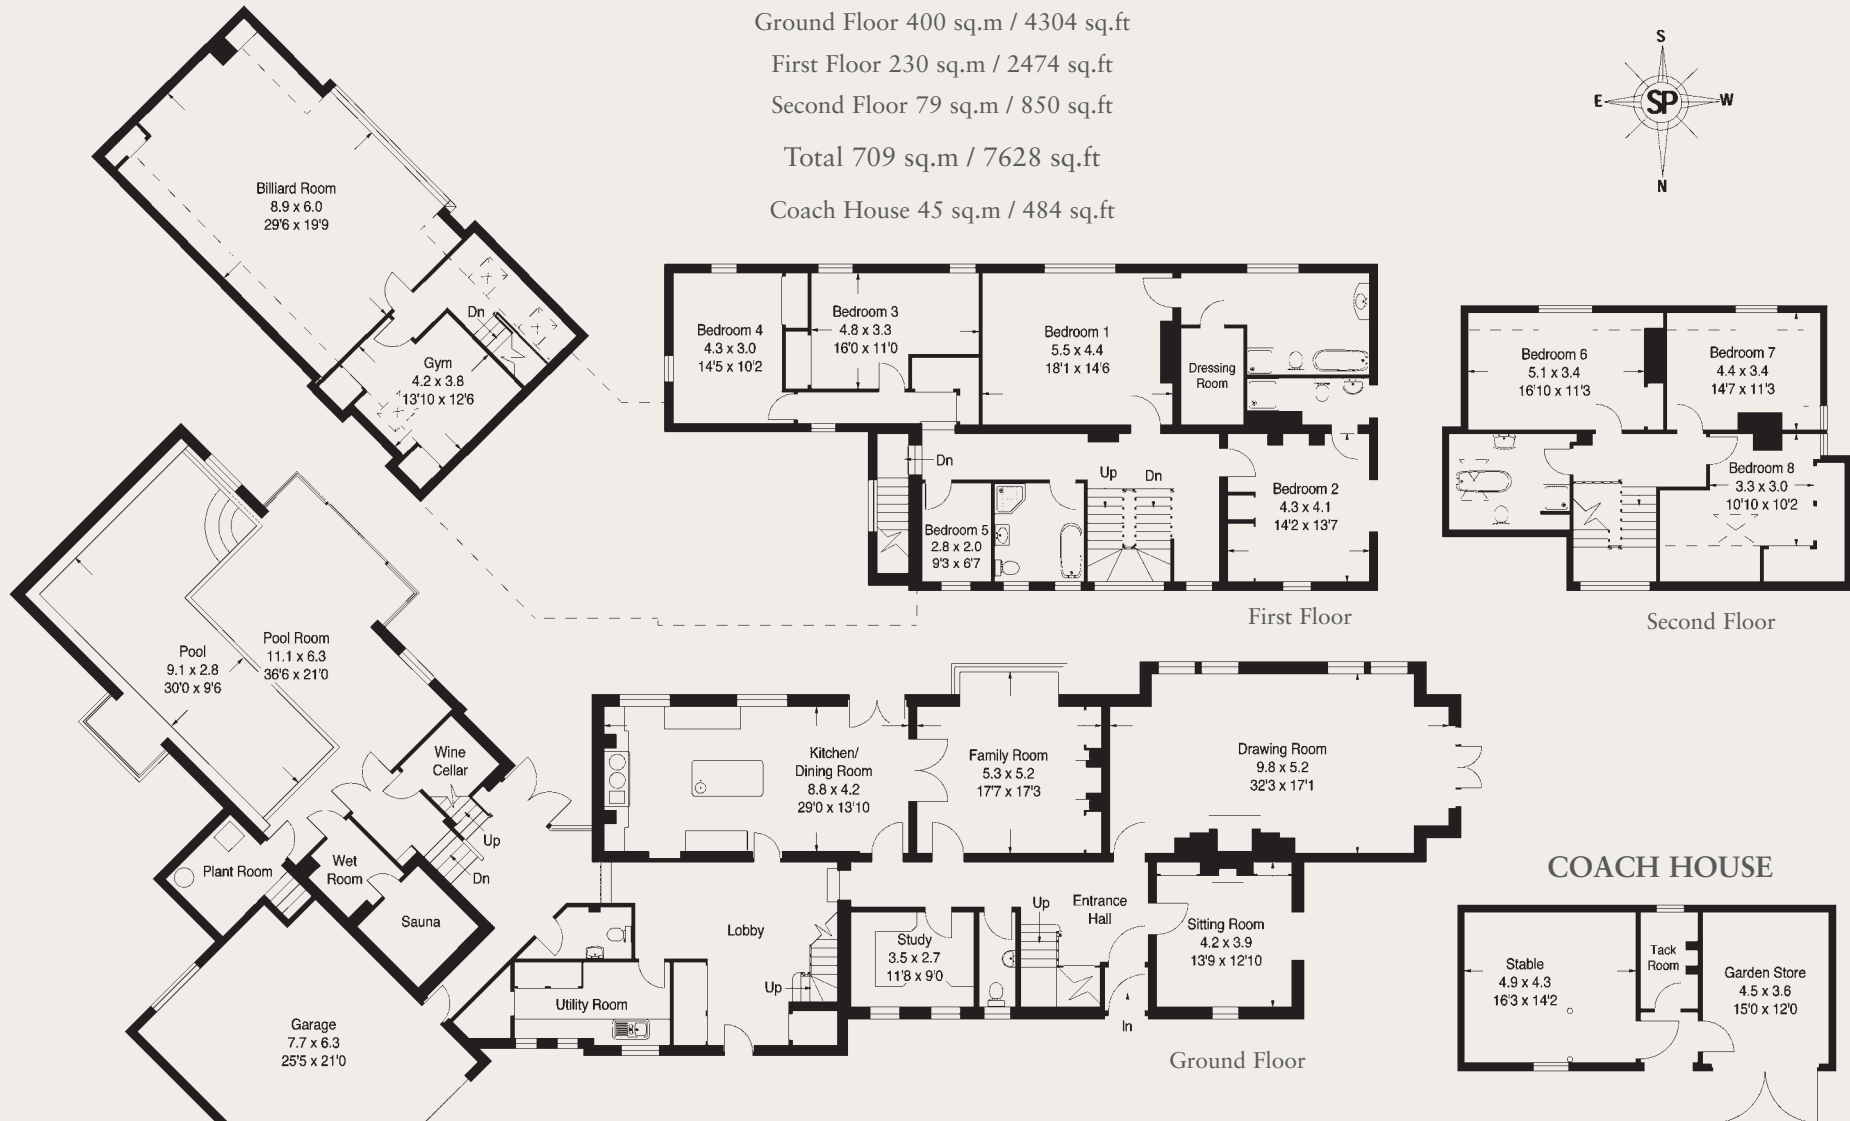 Ground Floor 400 sq.m / 4304 sq.ft
First Floor 230 sq.m / 2474 sq.ft
Second Floor 79 sq.m / 850 sq.ft
Total 709 sq.m / 7628 sq.ft
Coach House 45 sq.m / 484 sq.ft
S
E
SP
W
N
Billiard Room
8.9 x 6.0
29'6 x 19'9
Dn
Gym
4.2 x 3.8
13'10 x 12'6
Bedroom 4
4.3 x 3.0
14'5 x 10'2
Bedroom 3
4.8 x 3.3
16'0 x 11'0
Bedroom 1
5.5 x 4.4
18'1 x 14'6
Dressing
Room
Dn
Up
Dn
Bedroom 5
2.8 x 2.0
9'3 x 6'7
Bedroom 2
4.3 x 4.1
14'2 x 13'7
First Floor
Bedroom 6
5.1 x 3.4
16'10 x 11'3
Bedroom 7
4.4 x 3.4
14'7 x 11'3
Bedroom 8
3.3 x 3.0
10'10 x 10'2
Second Floor
Pool
9.1 x 2.8
30'0 x 9'6
Pool Room
11.1 x 6.3
36'6 x 21'0
Wine
Cellar
Up
Dn
Plant Room
Wet
Room
Sauna
Garage
7.7 x 6.3
25'5 x 21'0
Kitchen/
Dining Room
8.8 x 4.2
29'0 x 13'10
Family Room
5.3 x 5.2
17'7 x 17'3
Drawing Room
9.8 x 5.2
32'3 x 17'1
Lobby
Up
Utility Room
Study
3.5 x 2.7
11'8 x 9'0
Up
Entrance
Hall
In
Sitting Room
4.2 x 3.9
13'9 x 12'10
Ground Floor
COACH HOUSE
Stable
4.9 x 4.3
16'3 x 14'2
Tack
Room
Garden Store
4.5 x 3.6
15'0 x 12'0